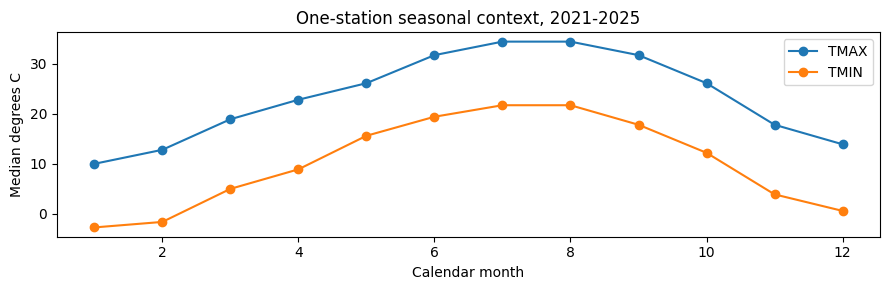 One-station seasonal context, 2021-2025
TMAX
TMIN
Median degrees C
30
20
10
0
2 4 6 8 10 12
Calendar month